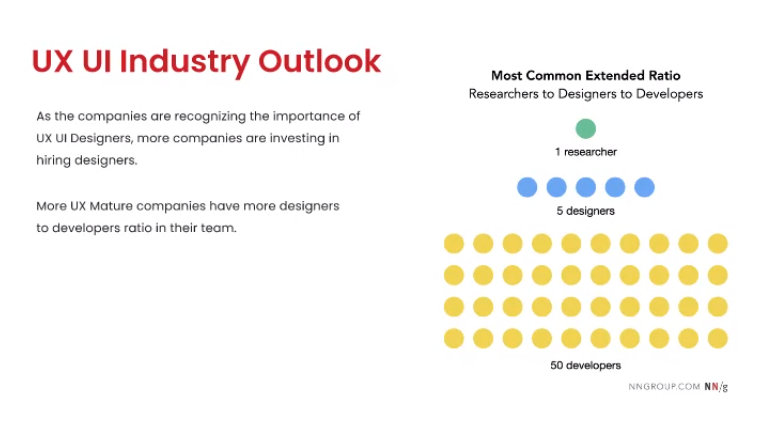 UX UI Industry Outlook
As the companies are recognizing the importance of
UX UI Designers, more companies are investing in
hiring designers.
More UX Mature companies have more designers
to developers ratio in their team.
Most Common Extended Ratio
Researchers to Designers to Developers
1 researcher
5 designers
50 developers
NNGROUP.COM NN/g